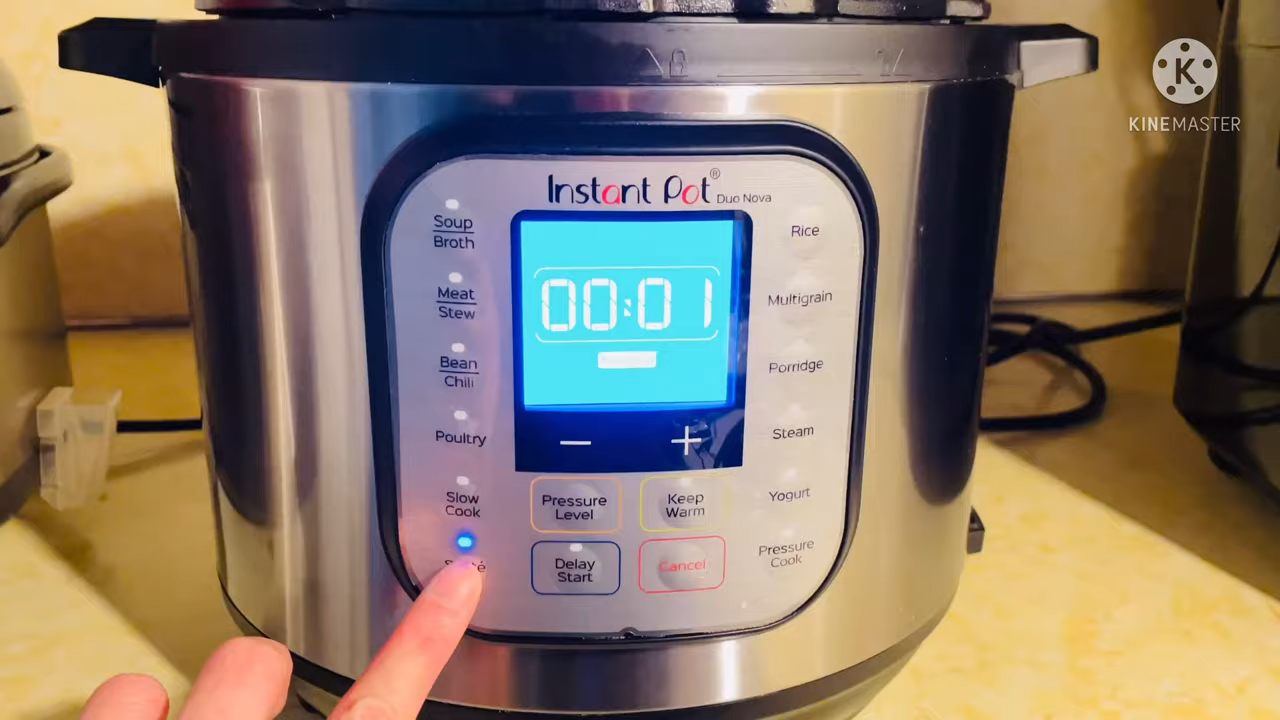 KINEMASTER
Instant Pot®
Duo Nova
Soup
Broth
Meat
Stew
Bean
Chili
Poultry
Slow
Cook
00:01
Pressure
Level
Keep
Warm
Delay
Start
Cancel
Rice
Multigrain
Porridge
Steam
Yogurt
Pressure
Cook